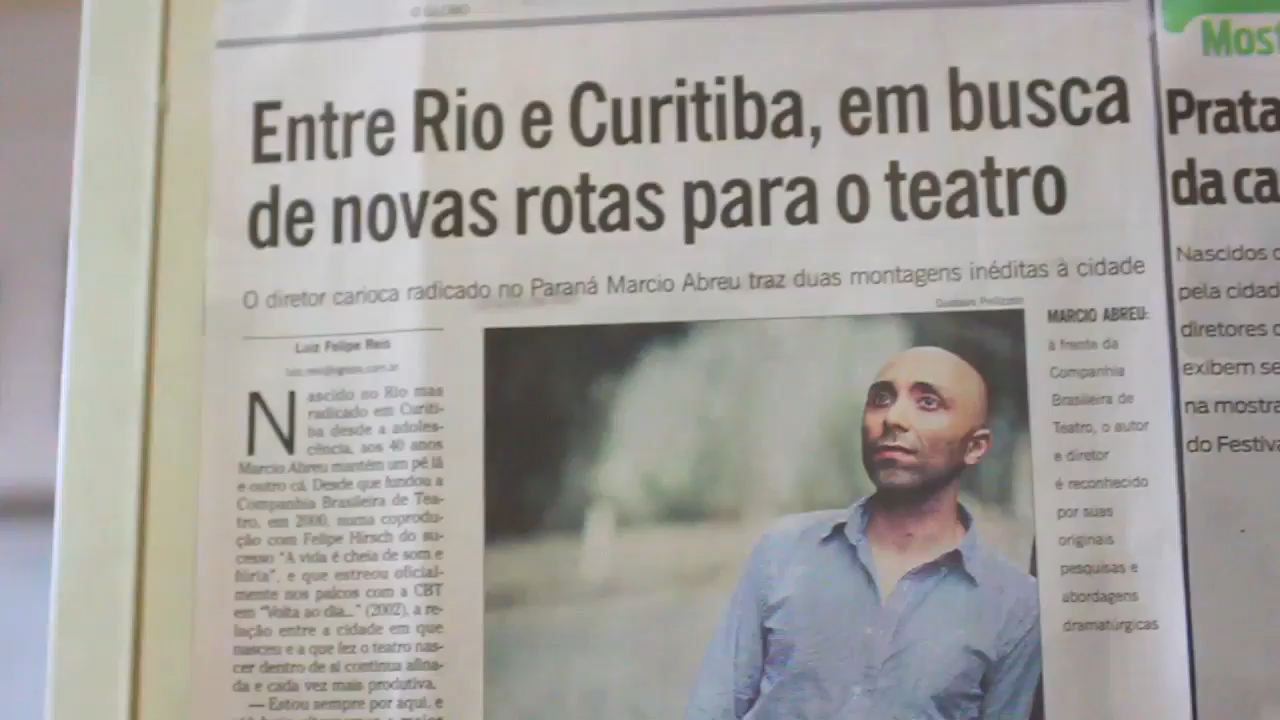 O GLOBO
Entre Rio e Curitiba, em busca
de novas rotas para o teatro
O diretor carioca radicado no Paraná Marcio Abreu traz duas montagens inéditas à cidade
Luiz Felipe Reis
Nascido no Rio mas
radicado em Curiti-
ba desde a adoles-
cência, aos 40 anos
Marcio Abreu mantém um pé lá
e outro cá. Desde que fundou a
Companhia Brasileira de Tea-
tro, em 2000, numa coprodu-
ção com Felipe Hirsch do su-
cesso "A vida é cheia de som e
fúria", e que estreou oficial-
mente nos palcos com a CBT
em "Volta ao dia..." (2002), a re-
lação entre a cidade em que
nasceu e a que fez o teatro nas-
cer dentro de si continua afina-
da e cada vez mais produtiva.
— Estou sempre por aqui, e
MARCIO ABREU:
à frente da
Companhia
Brasileira de
Teatro, o autor
e diretor
é reconhecido
por suas
originais
pesquisas e
abordagens
dramatúrgicas
Mos
Prata
da ca
Nascidos
pela cidad
diretores
exibem se
na mostra
do Festiva